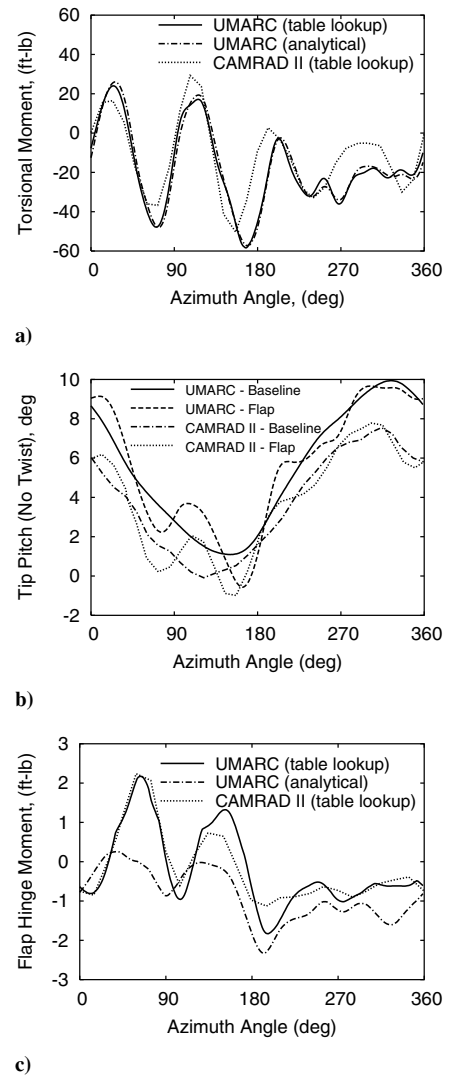 60
40
20
0
-20
-40
-60
Torsional Moment, (ft-lb)
UMARC (table lookup)
UMARC (analytical)
CAMRAD II (table lookup)
0 90 180 270 360
Azimuth Angle, (deg)
a)
10
8
6
4
2
0
-2
Tip Pitch (No Twist), deg
UMARC - Baseline
UMARC - Flap
CAMRAD II - Baseline
CAMRAD II - Flap
0 90 180 270 360
Azimuth Angle (deg)
b)
3
2
1
0
-1
-2
-3
Flap Hinge Moment, (ft-lb)
UMARC (table lookup)
UMARC (analytical)
CAMRAD II (table lookup)
0 90 180 270 360
Azimuth Angle (deg)
c)